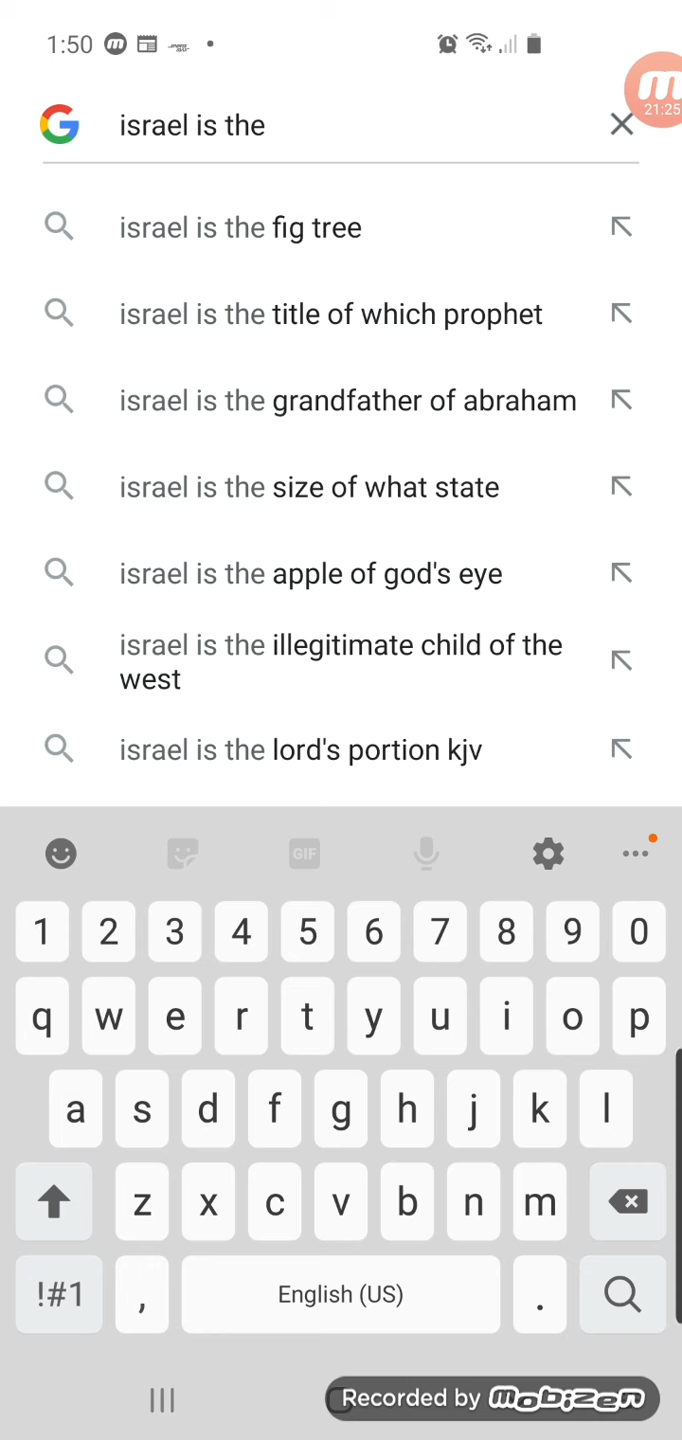 1:50
21:25
israel is the
israel is the fig tree
israel is the title of which prophet
israel is the grandfather of abraham
israel is the size of what state
israel is the apple of god's eye
israel is the illegitimate child of the
west
israel is the lord's portion kjv
GIF
1 2 3 4 5 6 7 8 9 0
q w e r t y u i o p
a s d f g h j k l
z x c v b n m
!#1 , English (US) .
Recorded by mobizen